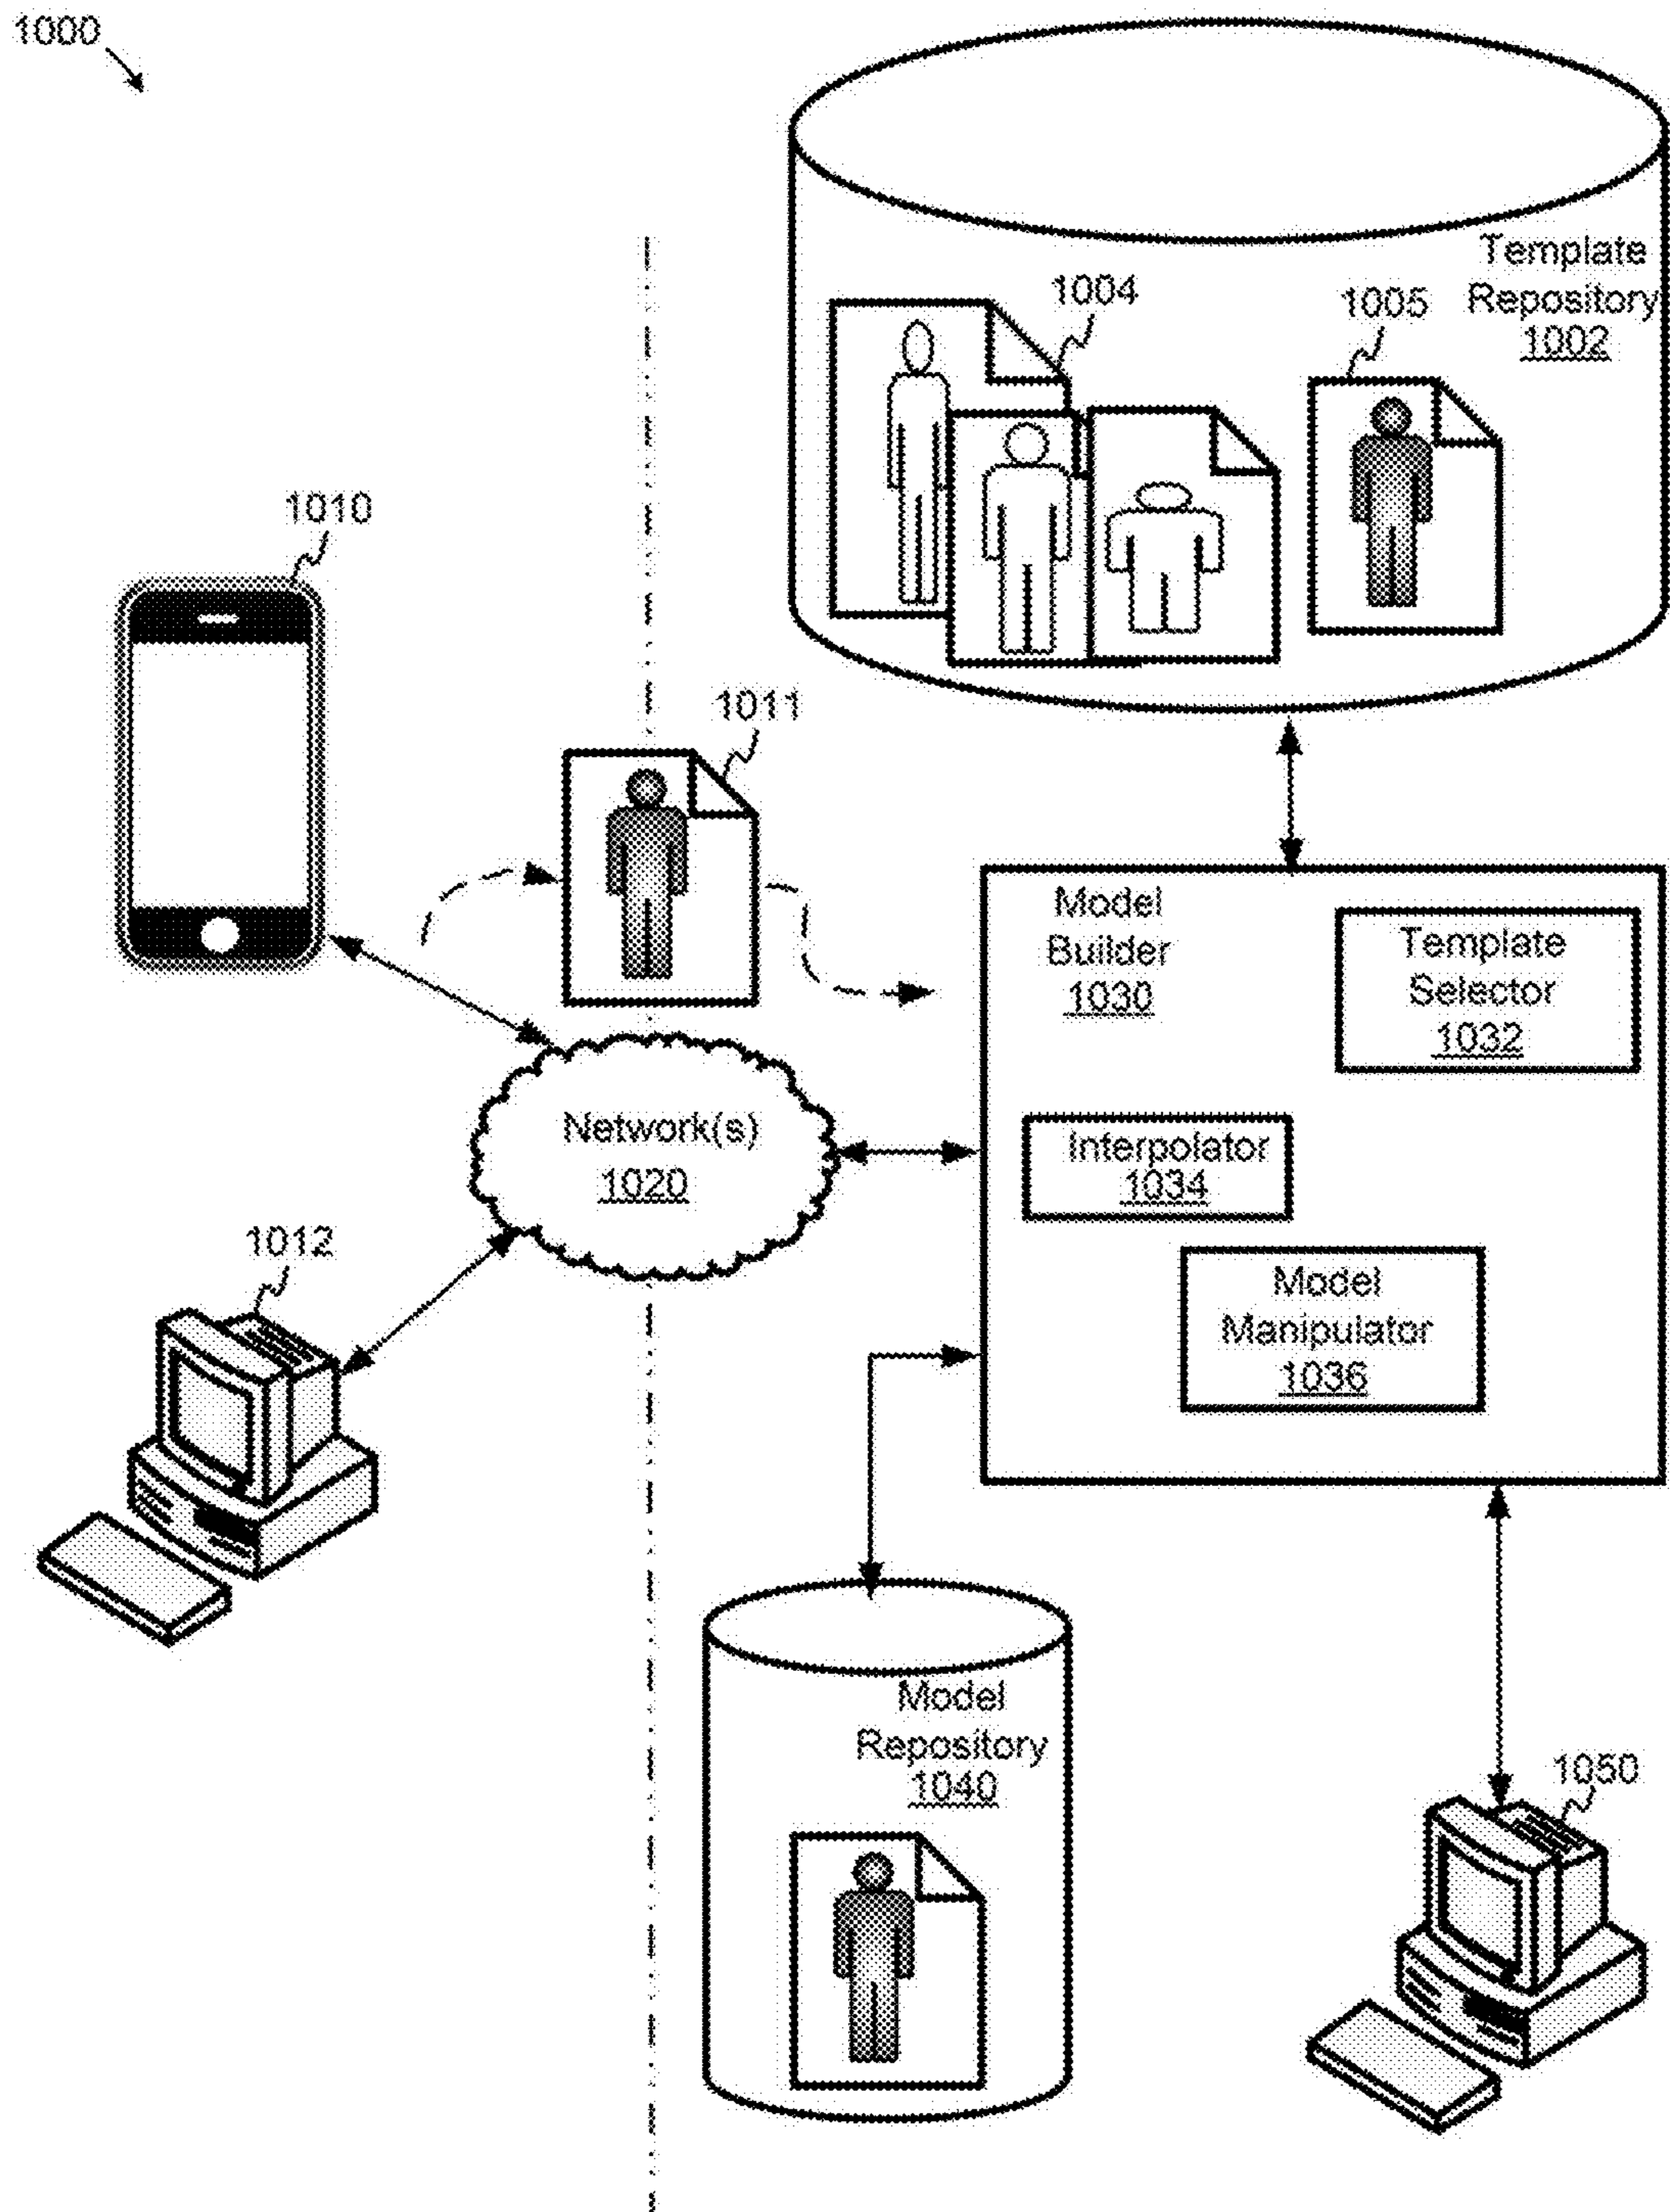 1000
Template
Repository
1002
1004
1005
1010
1011
Model
Builder
1030
Template
Selector
1032
Network(s)
1020
Interpolator
1034
1012
Model
Manipulator
1036
Model
Repository
1040
1050